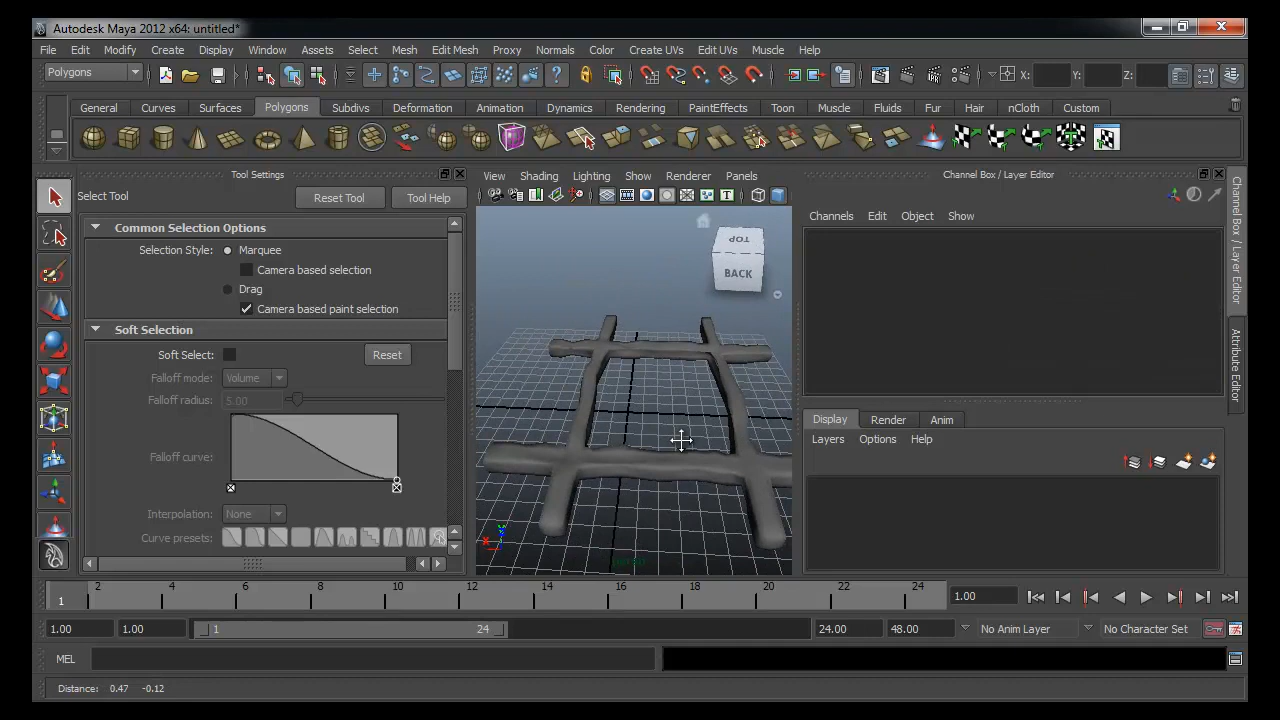 Autodesk Maya 2012 x64: untitled*
File Edit Modify Create Display Window Assets Select Mesh Edit Mesh Proxy Normals Color Create UVs Edit UVs Muscle Help
Polygons X: Y: Z:
General Curves Surfaces Polygons Subdivs Deformation Animation Dynamics Rendering PaintEffects Toon Muscle Fluids Fur Hair nCloth Custom
Tool Settings
Select Tool Reset Tool Tool Help
Common Selection Options
Selection Style: Marquee
Camera based selection
Drag
Camera based paint selection
Soft Selection
Soft Select: Reset
Falloff mode: Volume
Falloff radius: 5.00
Falloff curve:
Interpolation: None
Curve presets:
View Shading Lighting Show Renderer Panels
TOP
BACK
Channel Box / Layer Editor
Channels Edit Object Show
Display Render Anim
Layers Options Help
Channel Box / Layer Editor
Attribute Editor
1 2 4 6 8 10 12 14 16 18 20 22 24 1.00
1.00 1.00 1 24 24.00 48.00 No Anim Layer No Character Set
MEL
Distance: 0.47 -0.12